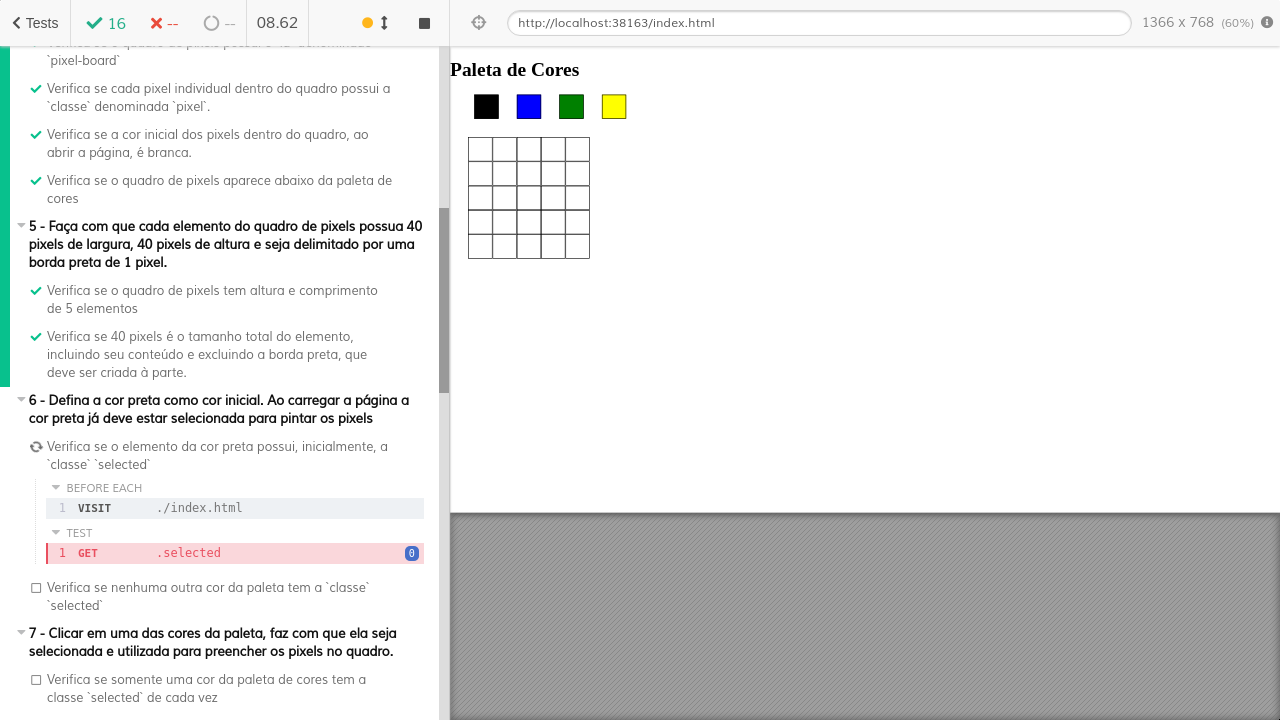 Tests
16
--
--
08.62
http://localhost:38163/index.html
1366 x 768 (60%)
`pixel-board`
Verifica se cada pixel individual dentro do quadro possui a
`classe` denominada `pixel`.
Verifica se a cor inicial dos pixels dentro do quadro, ao
abrir a página, é branca.
Verifica se o quadro de pixels aparece abaixo da paleta de
cores
5 - Faça com que cada elemento do quadro de pixels possua 40
pixels de largura, 40 pixels de altura e seja delimitado por uma
borda preta de 1 pixel.
Verifica se o quadro de pixels tem altura e comprimento
de 5 elementos
Verifica se 40 pixels é o tamanho total do elemento,
incluindo seu conteúdo e excluindo a borda preta, que
deve ser criada à parte.
6 - Defina a cor preta como cor inicial. Ao carregar a página a
cor preta já deve estar selecionada para pintar os pixels
Verifica se o elemento da cor preta possui, inicialmente, a
`classe` `selected`
BEFORE EACH
1 VISIT ./index.html
TEST
1 GET .selected 0
Verifica se nenhuma outra cor da paleta tem a `classe`
`selected`
7 - Clicar em uma das cores da paleta, faz com que ela seja
selecionada e utilizada para preencher os pixels no quadro.
Verifica se somente uma cor da paleta de cores tem a
classe `selected` de cada vez
Paleta de Cores